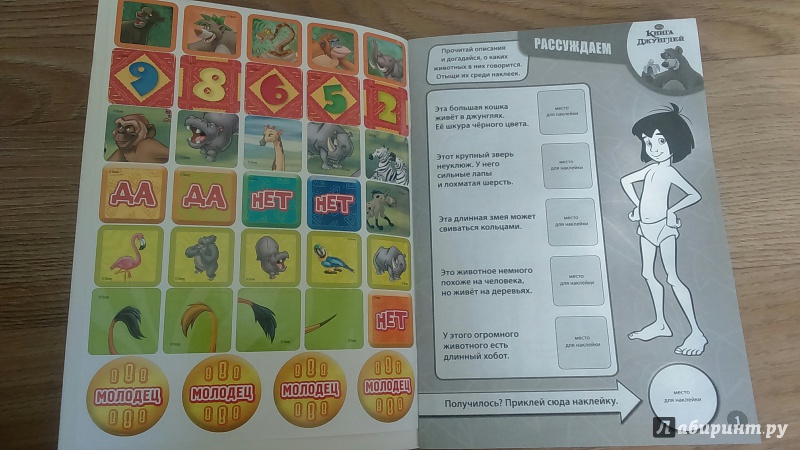 9 8 6 5 2
ДА ДА НЕТ НЕТ
НЕТ
МОЛОДЕЦ МОЛОДЕЦ МОЛОДЕЦ МОЛОДЕЦ
Прочитай описания
и догадайся, о каких
животных в них говорится.
Отыщи их среди наклеек.
РАССУЖДАЕМ
КНИГА
ДЖУНГЛЕЙ
Эта большая кошка
живёт в джунглях.
Её шкура чёрного цвета.
место
для наклейки
Этот крупный зверь
неуклюж. У него
сильные лапы
и лохматая шерсть.
место
для наклейки
Эта длинная змея может
свиваться кольцами.
место
для наклейки
Это животное немного
похоже на человека,
но живёт на деревьях.
место
для наклейки
У этого огромного
животного есть
длинный хобот.
место
для наклейки
Получилось? Приклей сюда наклейку.
место
для наклейки
1
Лабиринт.ру